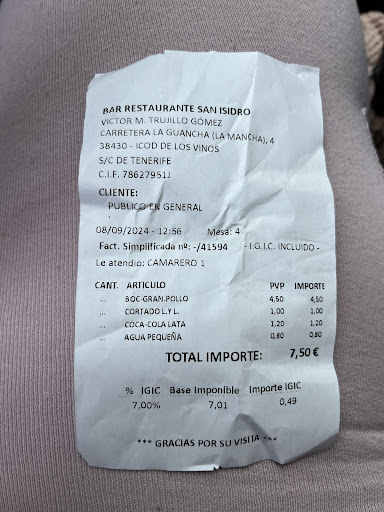 BAR RESTAURANTE SAN ISIDRO
VICTOR M. TRUJILLO GÓMEZ
CARRETERA LA GUANCHA (LA MANCHA), 4
38430 - ICOD DE LOS VINOS
S/C DE TENERIFE
C.I.F. 78627951J
CLIENTE:
PUBLICO EN GENERAL
08/09/2024 - 12:56 Mesa: 4
Fact. Simplificada nº: -/41594 - I.G.I.C. INCLUIDO -
Le atendio: CAMARERO 1
CANT. ARTICULO PVP IMPORTE
... BOC-GRAN.POLLO 4,50 4,50
... CORTADO L.Y L. 1,00 1,00
... COCA-COLA LATA 1,20 1,20
... AGUA PEQUEÑA 0,80 0,80
TOTAL IMPORTE: 7,50 €
% IGIC Base Imponible Importe IGIC
7,00% 7,01 0,49
*** GRACIAS POR SU VISITA ***